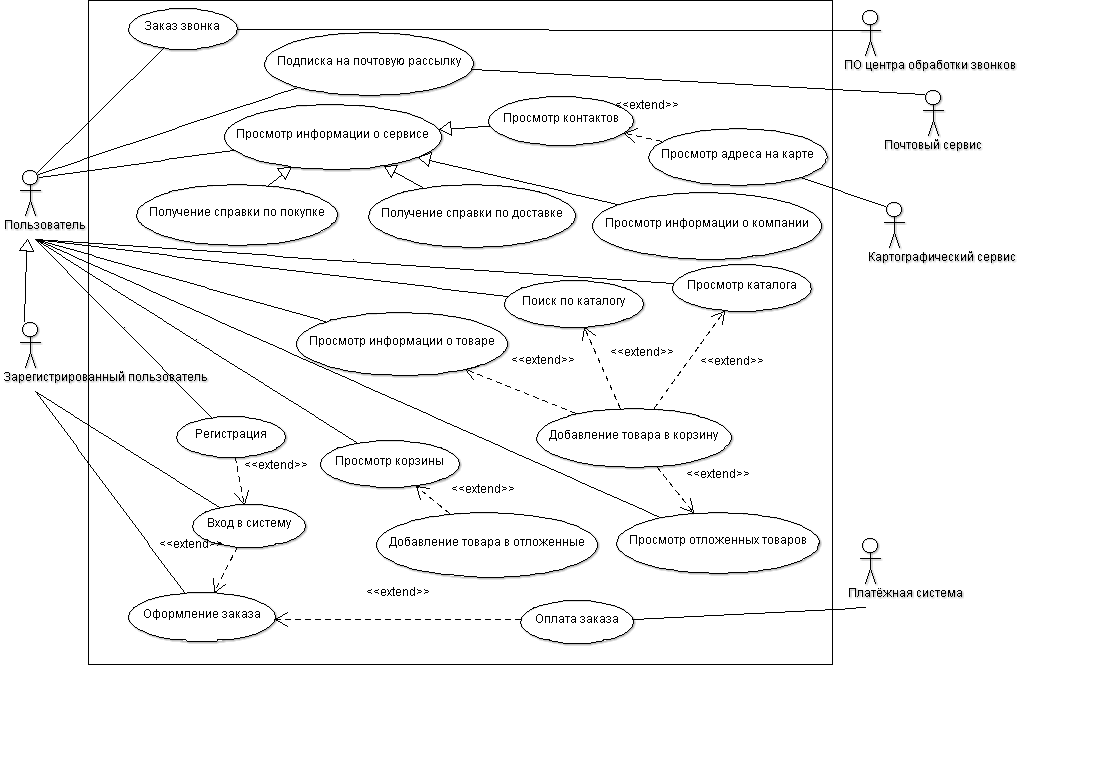 Заказ звонка
ПО центра обработки звонков
Подписка на почтовую рассылку
<<extend>>
Просмотр контактов
Просмотр информации о сервисе
Почтовый сервис
Просмотр адреса на карте
Получение справки по покупке
Получение справки по доставке
Пользователь
Просмотр информации о компании
Картографический сервис
Просмотр каталога
Поиск по каталогу
Просмотр информации о товаре
<<extend>>
<<extend>>
<<extend>>
Зарегистрированный пользователь
Регистрация
Добавление товара в корзину
Просмотр корзины
<<extend>>
<<extend>>
<<extend>>
Вход в систему
<<extend>>
Добавление товара в отложенные
Просмотр отложенных товаров
<<extend>>
Платёжная система
Оформление заказа
Оплата заказа